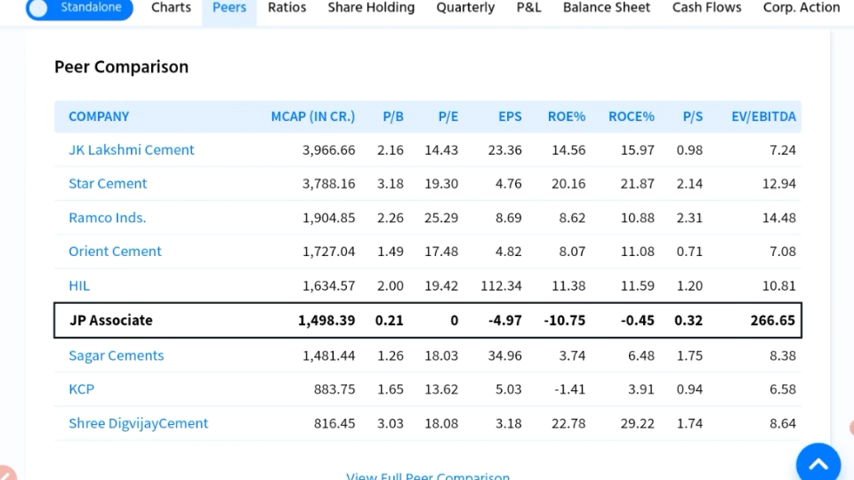 Standalone Charts Peers Ratios Share Holding Quarterly P&L Balance Sheet Cash Flows Corp. Action
Peer Comparison
COMPANY MCAP (IN CR.) P/B P/E EPS ROE% ROCE% P/S EV/EBITDA
JK Lakshmi Cement 3,966.66 2.16 14.43 23.36 14.56 15.97 0.98 7.24
Star Cement 3,788.16 3.18 19.30 4.76 20.16 21.87 2.14 12.94
Ramco Inds. 1,904.85 2.26 25.29 8.69 8.62 10.88 2.31 14.48
Orient Cement 1,727.04 1.49 17.48 4.82 8.07 11.08 0.71 7.08
HIL 1,634.57 2.00 19.42 112.34 11.38 11.59 1.20 10.81
JP Associate 1,498.39 0.21 0 -4.97 -10.75 -0.45 0.32 266.65
Sagar Cements 1,481.44 1.26 18.03 34.96 3.74 6.48 1.75 8.38
KCP 883.75 1.65 13.62 5.03 -1.41 3.91 0.94 6.58
Shree DigvijayCement 816.45 3.03 18.08 3.18 22.78 29.22 1.74 8.64
View Full Peer Comparison